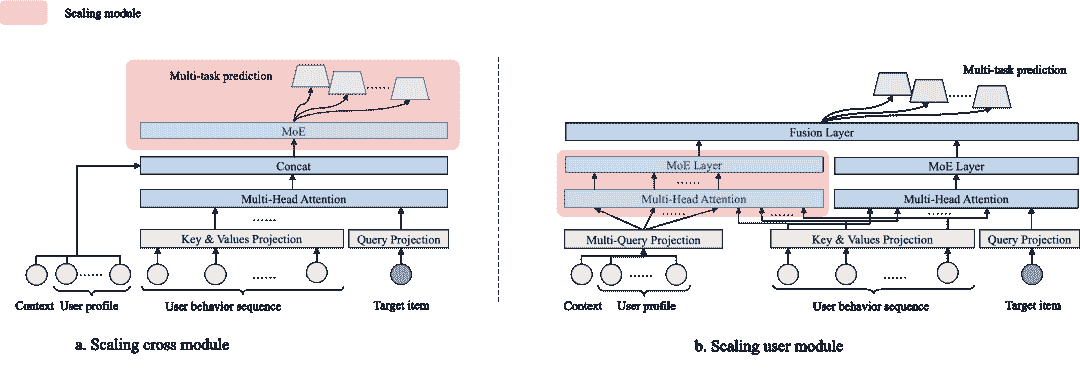 Scaling module
Multi-task prediction
......
MoE
Concat
Multi-Head Attention
......
Key & Values Projection
Query Projection
......
......
Context
User profile
User behavior sequence
Target item
a. Scaling cross module
Multi-task prediction
......
Fusion Layer
MoE Layer
......
MoE Layer
Multi-Head Attention
Multi-Head Attention
......
......
......
Multi-Query Projection
Key & Values Projection
Query Projection
......
......
Context
User profile
User behavior sequence
Target item
b. Scaling user module